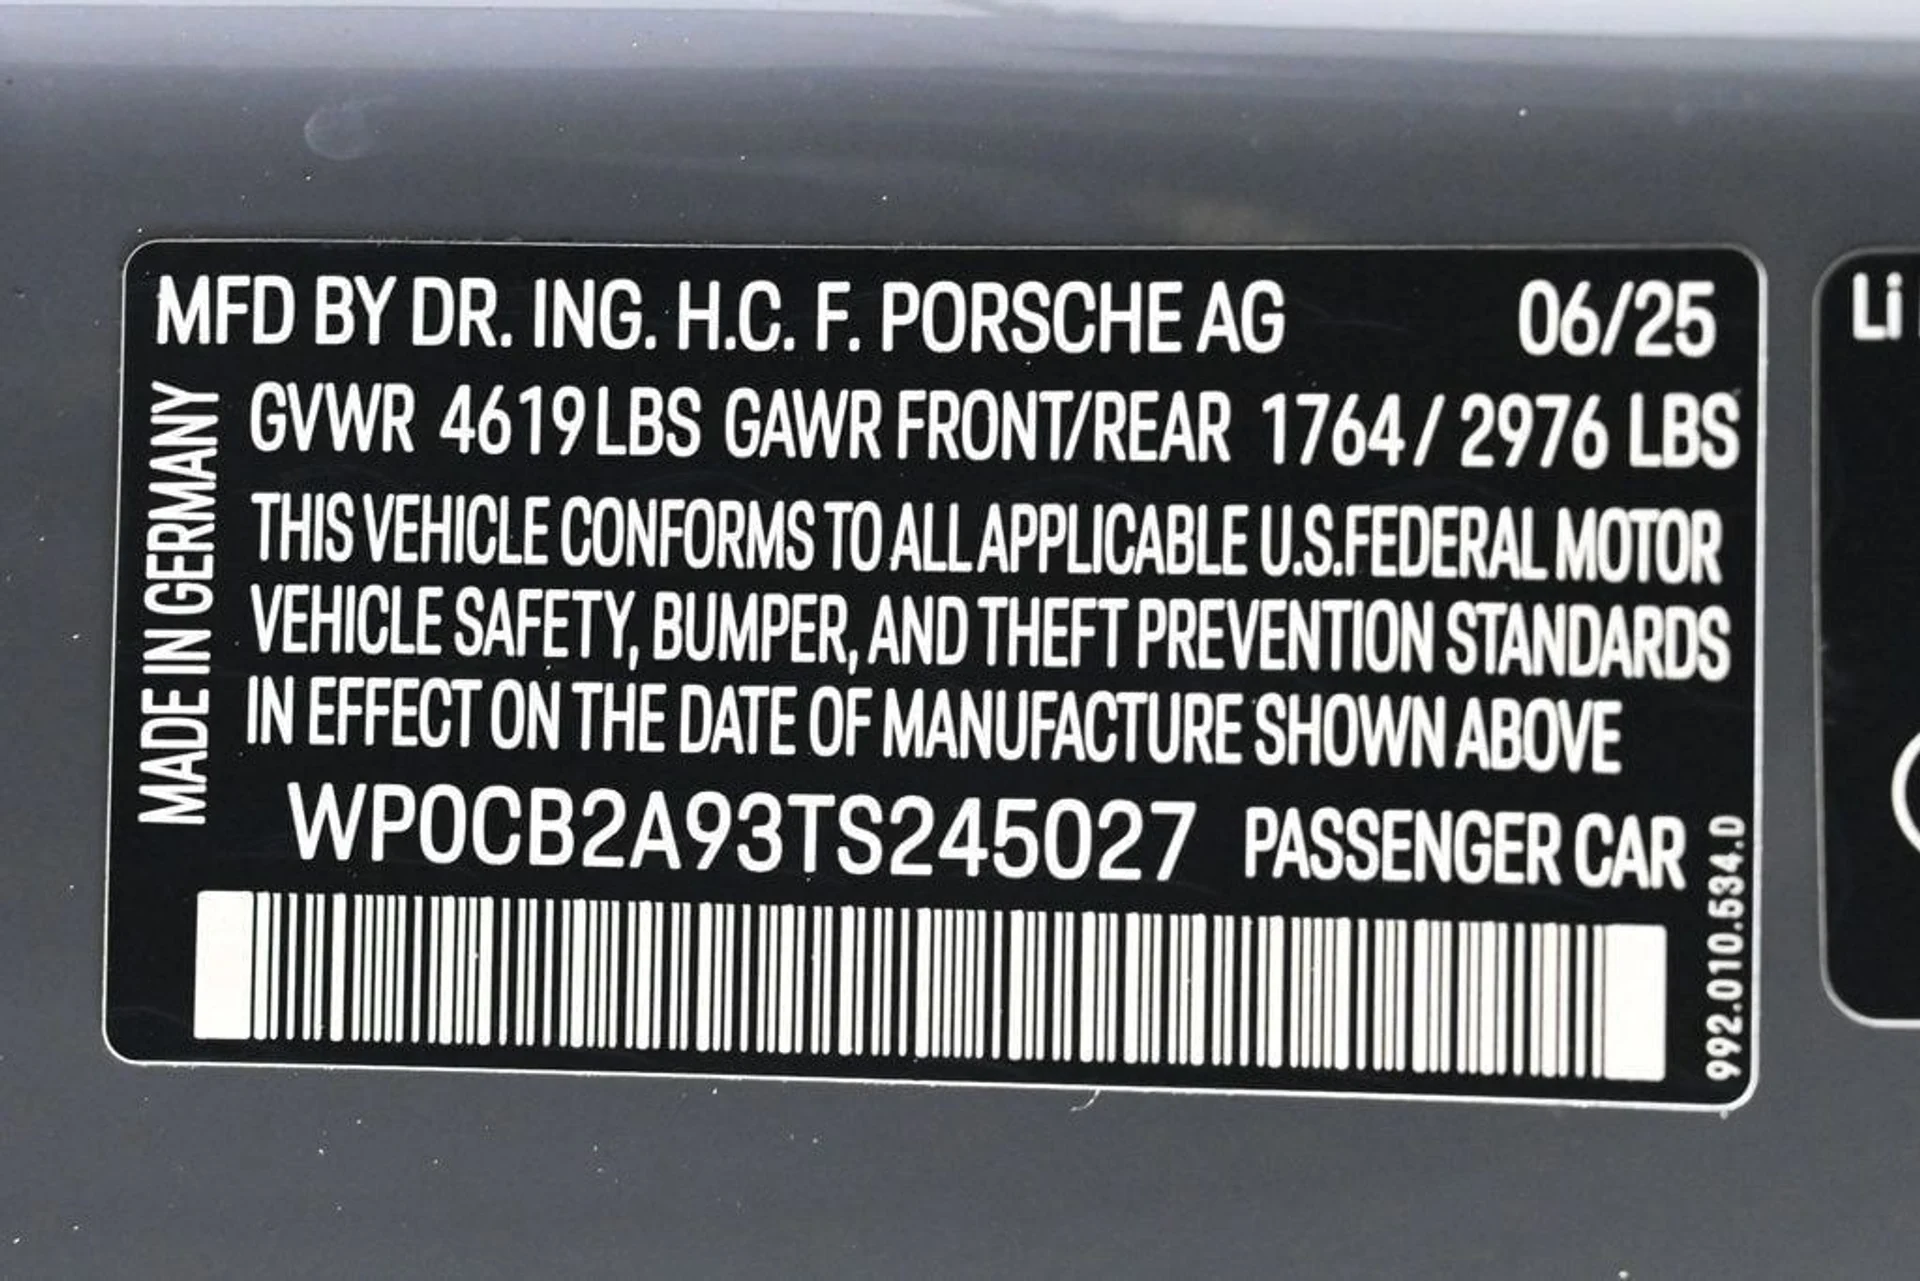 MFD BY DR. ING. H.C. F. PORSCHE AG 06/25
GVWR 4619 LBS GAWR FRONT/REAR 1764 / 2976 LBS
THIS VEHICLE CONFORMS TO ALL APPLICABLE U.S.FEDERAL MOTOR
VEHICLE SAFETY, BUMPER, AND THEFT PREVENTION STANDARDS
IN EFFECT ON THE DATE OF MANUFACTURE SHOWN ABOVE
WP0CB2A93TS245027 PASSENGER CAR
MADE IN GERMANY
992.010.534.D
Li